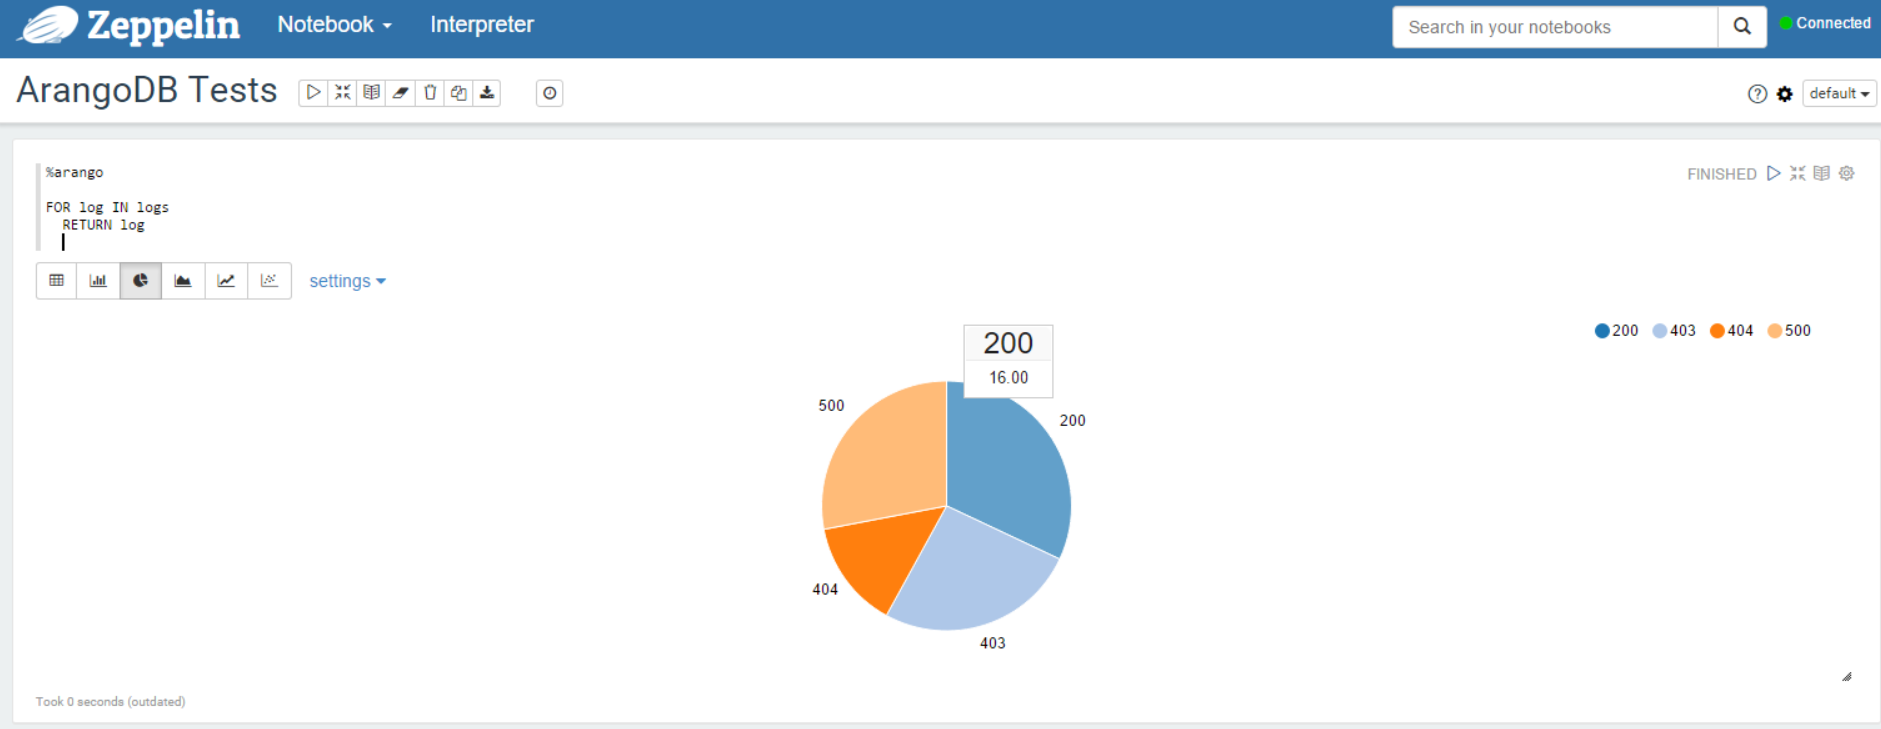 Zeppelin Notebook Interpreter Search in your notebooks Connected
ArangoDB Tests default
%arango FINISHED
FOR log IN logs
RETURN log
settings
200 403 404 500
200
16.00
500
200
404
403
Took 0 seconds (outdated)